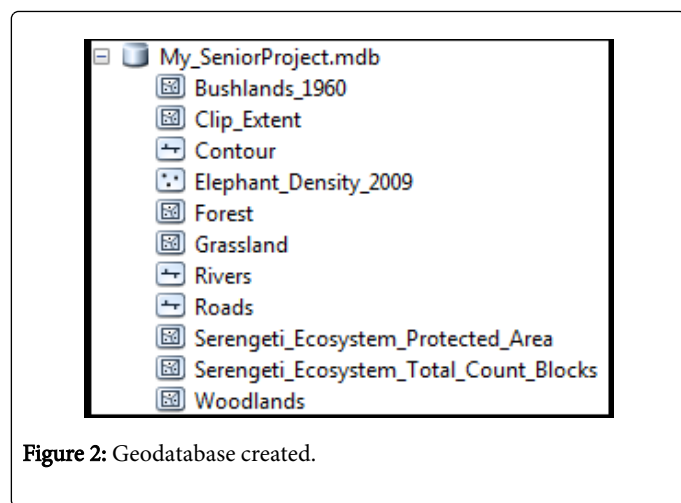 My_SeniorProject.mdb
Bushlands_1960
Clip_Extent
Contour
Elephant_Density_2009
Forest
Grassland
Rivers
Roads
Serengeti_Ecosystem_Protected_Area
Serengeti_Ecosystem_Total_Count_Blocks
Woodlands
Figure 2: Geodatabase created.